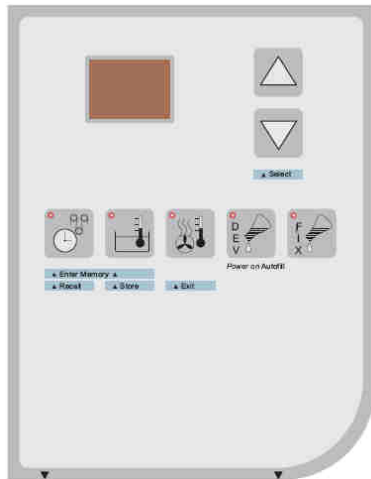 ▲ Select
D E V
F I X
Power on Autofill
▲ Enter Memory ▲
▲ Recall
▲ Store
▲ Exit